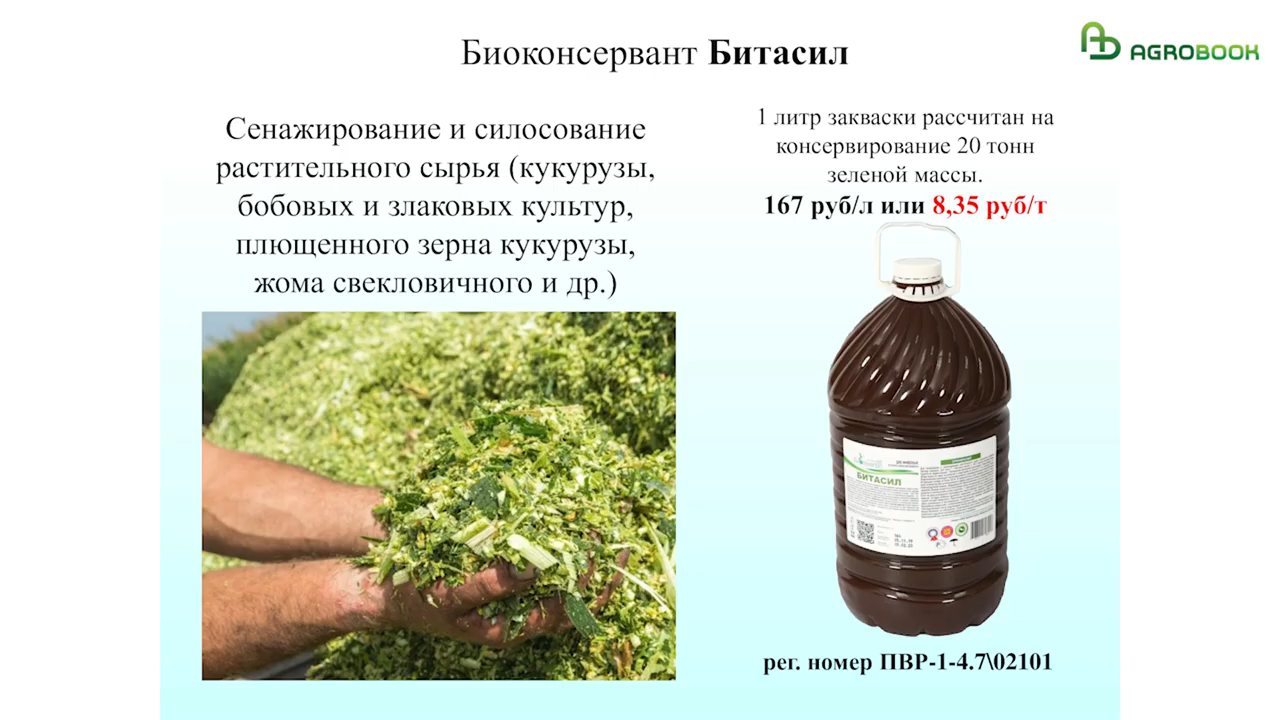 Биоконсервант Битасил
AGROBOOK
Сенажирование и силосование
растительного сырья (кукурузы,
бобовых и злаковых культур,
плющенного зерна кукурузы,
жома свекловичного и др.)
1 литр закваски рассчитан на
консервирование 20 тонн
зеленой массы.
167 руб/л или 8,35 руб/т
БИТАСИЛ
рег. номер ПВР-1-4.7\02101